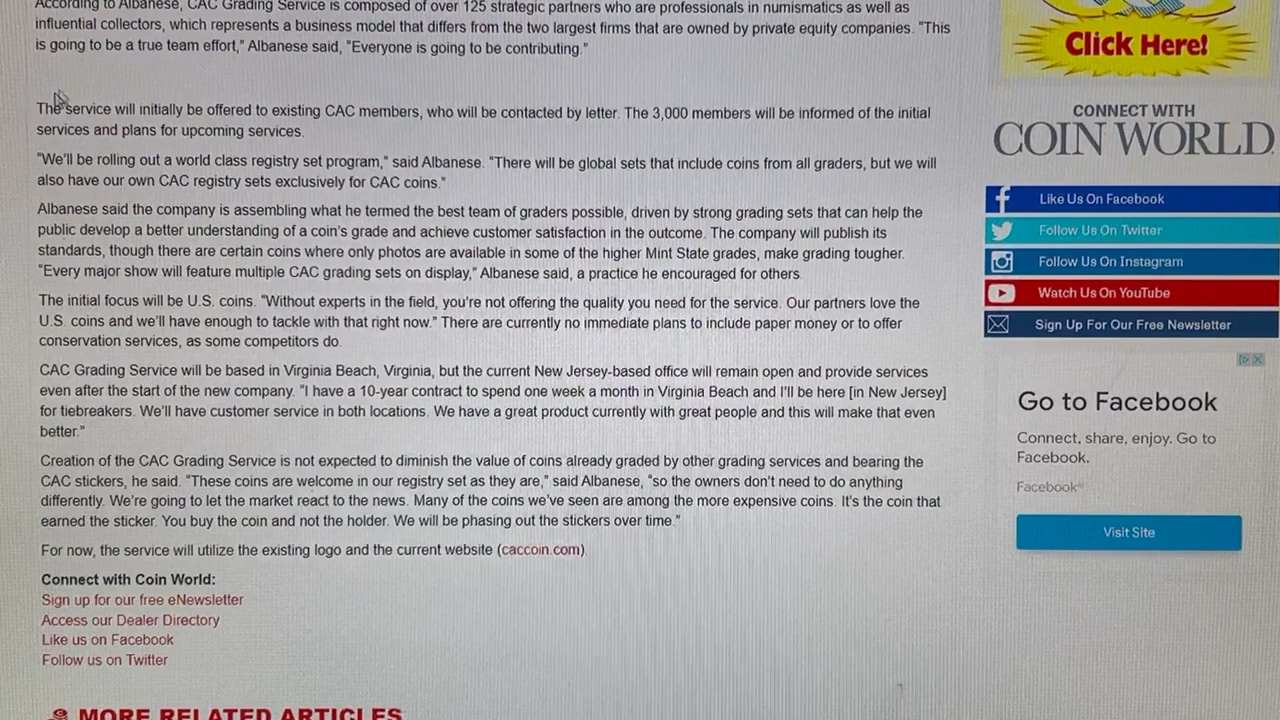 According to Albanese, CAC Grading Service is composed of over 125 strategic partners who are professionals in numismatics as well as
influential collectors, which represents a business model that differs from the two largest firms that are owned by private equity companies. "This
is going to be a true team effort," Albanese said, "Everyone is going to be contributing."
The service will initially be offered to existing CAC members, who will be contacted by letter. The 3,000 members will be informed of the initial
services and plans for upcoming services.
"We'll be rolling out a world class registry set program," said Albanese. "There will be global sets that include coins from all graders, but we will
also have our own CAC registry sets exclusively for CAC coins."
Albanese said the company is assembling what he termed the best team of graders possible, driven by strong grading sets that can help the
public develop a better understanding of a coin's grade and achieve customer satisfaction in the outcome. The company will publish its
standards, though there are certain coins where only photos are available in some of the higher Mint State grades, make grading tougher.
"Every major show will feature multiple CAC grading sets on display," Albanese said, a practice he encouraged for others.
The initial focus will be U.S. coins. "Without experts in the field, you're not offering the quality you need for the service. Our partners love the
U.S. coins and we'll have enough to tackle with that right now." There are currently no immediate plans to include paper money or to offer
conservation services, as some competitors do.
CAC Grading Service will be based in Virginia Beach, Virginia, but the current New Jersey-based office will remain open and provide services
even after the start of the new company. "I have a 10-year contract to spend one week a month in Virginia Beach and I'll be here [in New Jersey]
for tiebreakers. We'll have customer service in both locations. We have a great product currently with great people and this will make that even
better."
Creation of the CAC Grading Service is not expected to diminish the value of coins already graded by other grading services and bearing the
CAC stickers, he said. "These coins are welcome in our registry set as they are," said Albanese, "so the owners don't need to do anything
differently. We're going to let the market react to the news. Many of the coins we've seen are among the more expensive coins. It's the coin that
earned the sticker. You buy the coin and not the holder. We will be phasing out the stickers over time."
For now, the service will utilize the existing logo and the current website (caccoin.com).
Connect with Coin World:
Sign up for our free eNewsletter
Access our Dealer Directory
Like us on Facebook
Follow us on Twitter
MORE RELATED ARTICLES
Click Here!
CONNECT WITH
COIN WORLD
Like Us On Facebook
Follow Us On Twitter
Follow Us On Instagram
Watch Us On YouTube
Sign Up For Our Free Newsletter
Go to Facebook
Connect, share, enjoy. Go to
Facebook.
Facebook®
Visit Site